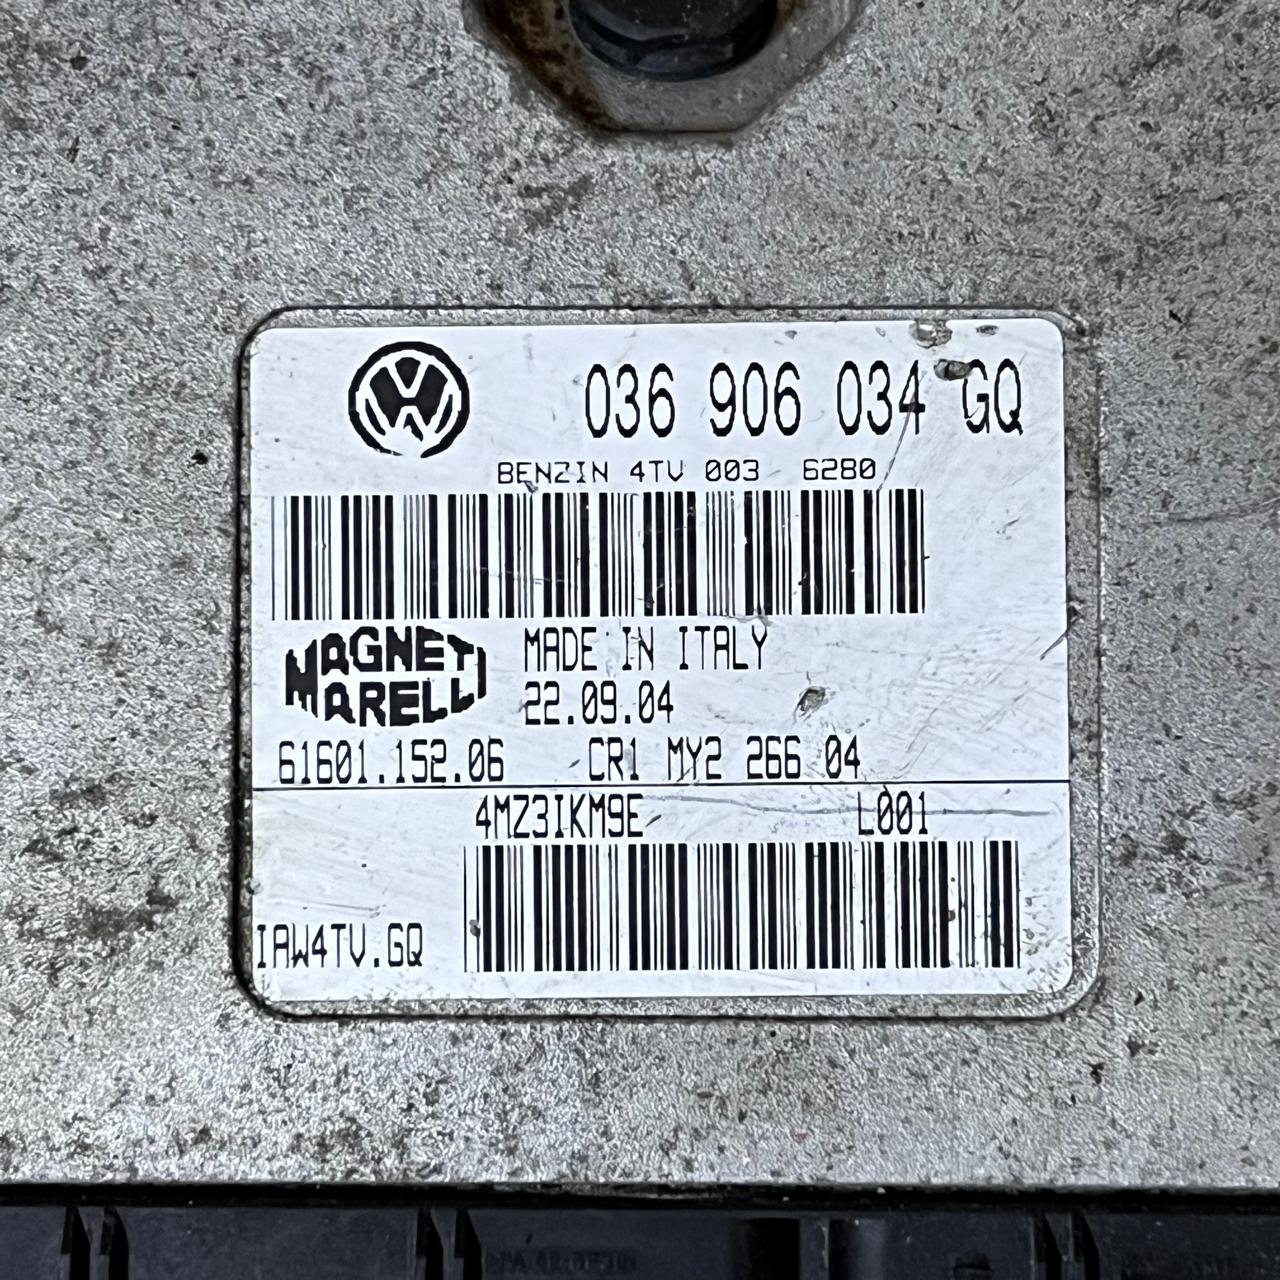 036 906 034 GQ
BENZIN 4TV 003 6280
MAGNETI MARELLI
MADE IN ITALY
22.09.04
61601.152.06 CR1 MY2 266 04
4MZ3IKM9E L001
IAW4TV.GQ